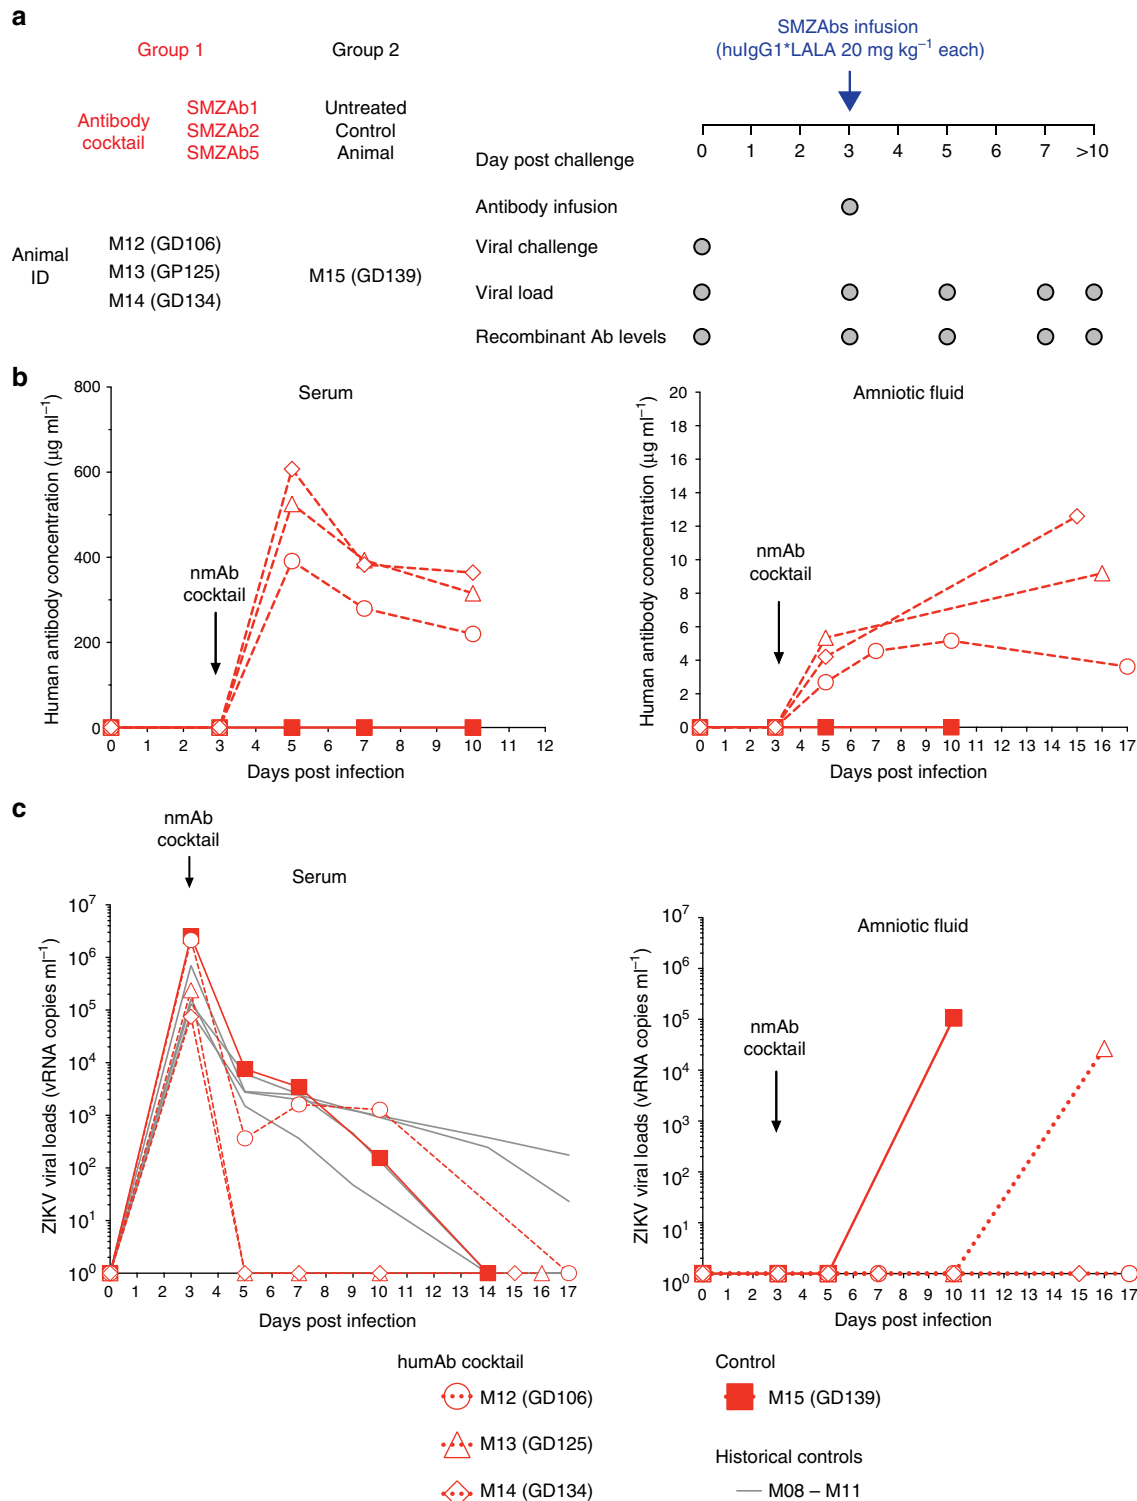 a
Group 1
Group 2
Antibody cocktail
SMZAb1
SMZAb2
SMZAb5
Untreated
Control
Animal
Animal ID
M12 (GD106)
M13 (GP125)
M14 (GD134)
M15 (GD139)
SMZAbs infusion
(huIgG1*LALA 20 mg kg⁻¹ each)
Day post challenge
0 1 2 3 4 5 6 7 >10
Antibody infusion
Viral challenge
Viral load
Recombinant Ab levels
b
Serum
Human antibody concentration (µg ml⁻¹)
800
600
400
200
0
nmAb
cocktail
0 1 2 3 4 5 6 7 8 9 10 11 12
Days post infection
Amniotic fluid
Human antibody concentration (µg ml⁻¹)
20
18
16
14
12
10
8
6
4
2
0
nmAb
cocktail
0 1 2 3 4 5 6 7 8 9 10 11 12 13 14 15 16 17
Days post infection
c
nmAb
cocktail
Serum
ZIKV viral loads (vRNA copies ml⁻¹)
10⁷
10⁶
10⁵
10⁴
10³
10²
10¹
10⁰
0 1 2 3 4 5 6 7 8 9 10 11 12 13 14 15 16 17
Days post infection
Amniotic fluid
ZIKV viral loads (vRNA copies ml⁻¹)
10⁷
10⁶
10⁵
10⁴
10³
10²
10¹
10⁰
nmAb
cocktail
0 1 2 3 4 5 6 7 8 9 10 11 12 13 14 15 16 17
Days post infection
humAb cocktail
M12 (GD106)
M13 (GD125)
M14 (GD134)
Control
M15 (GD139)
Historical controls
M08 – M11